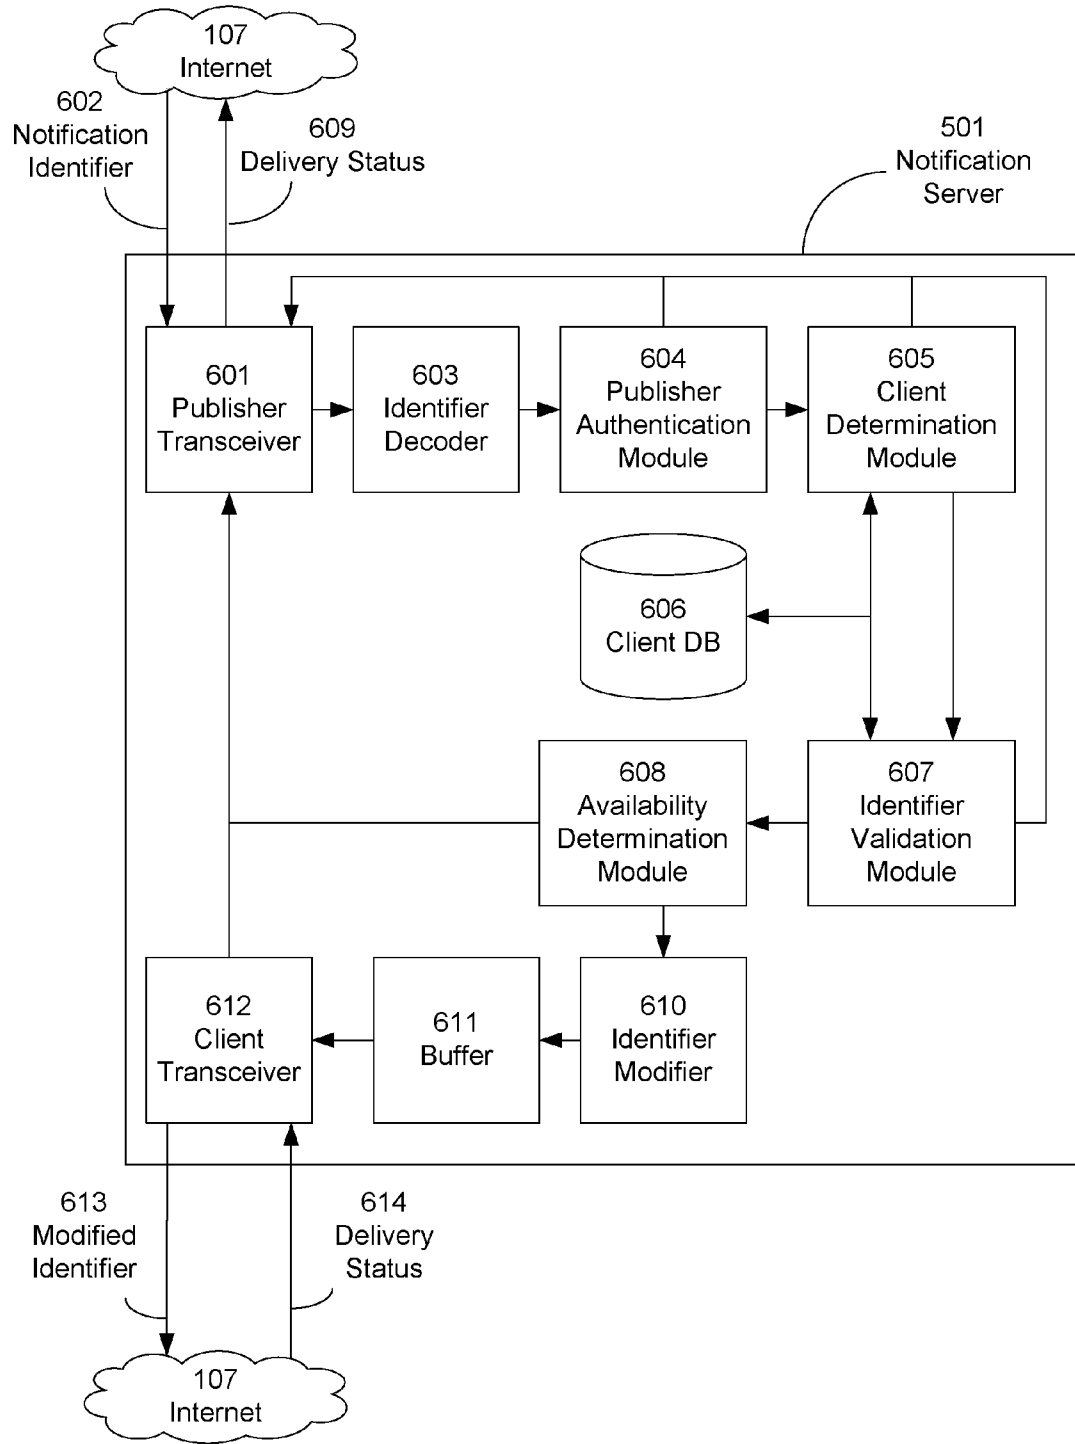 107
Internet
602
Notification
Identifier
609
Delivery Status
501
Notification
Server
601
Publisher
Transceiver
603
Identifier
Decoder
604
Publisher
Authentication
Module
605
Client
Determination
Module
606
Client DB
608
Availability
Determination
Module
607
Identifier
Validation
Module
612
Client
Transceiver
611
Buffer
610
Identifier
Modifier
613
Modified
Identifier
614
Delivery
Status
107
Internet